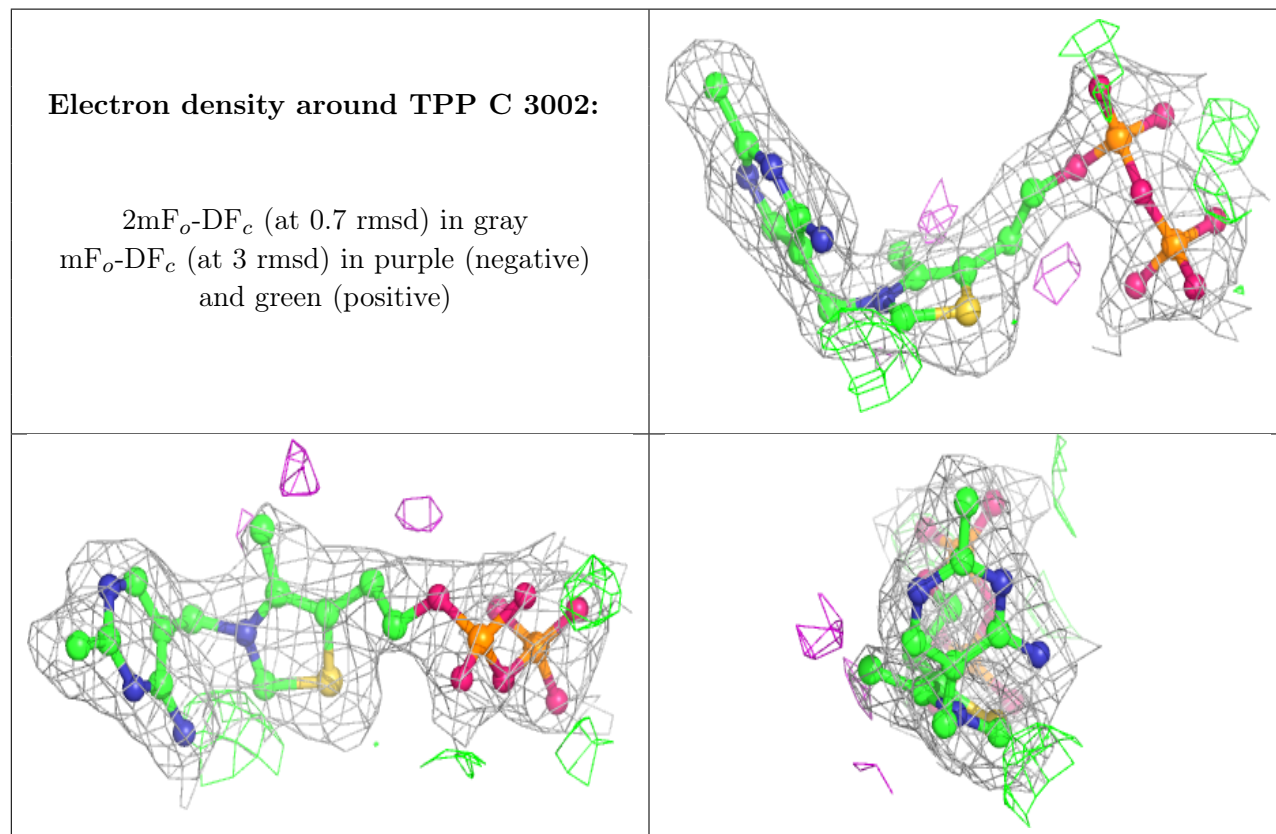 Electron density around TPP C 3002:
2mFo-DFc (at 0.7 rmsd) in gray
mFo-DFc (at 3 rmsd) in purple (negative)
and green (positive)